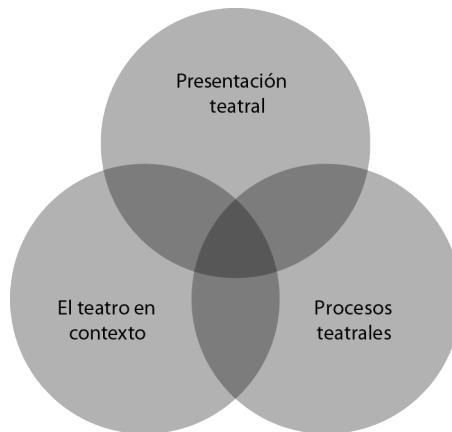 Presentación
teatral
El teatro en
contexto
Procesos
teatrales